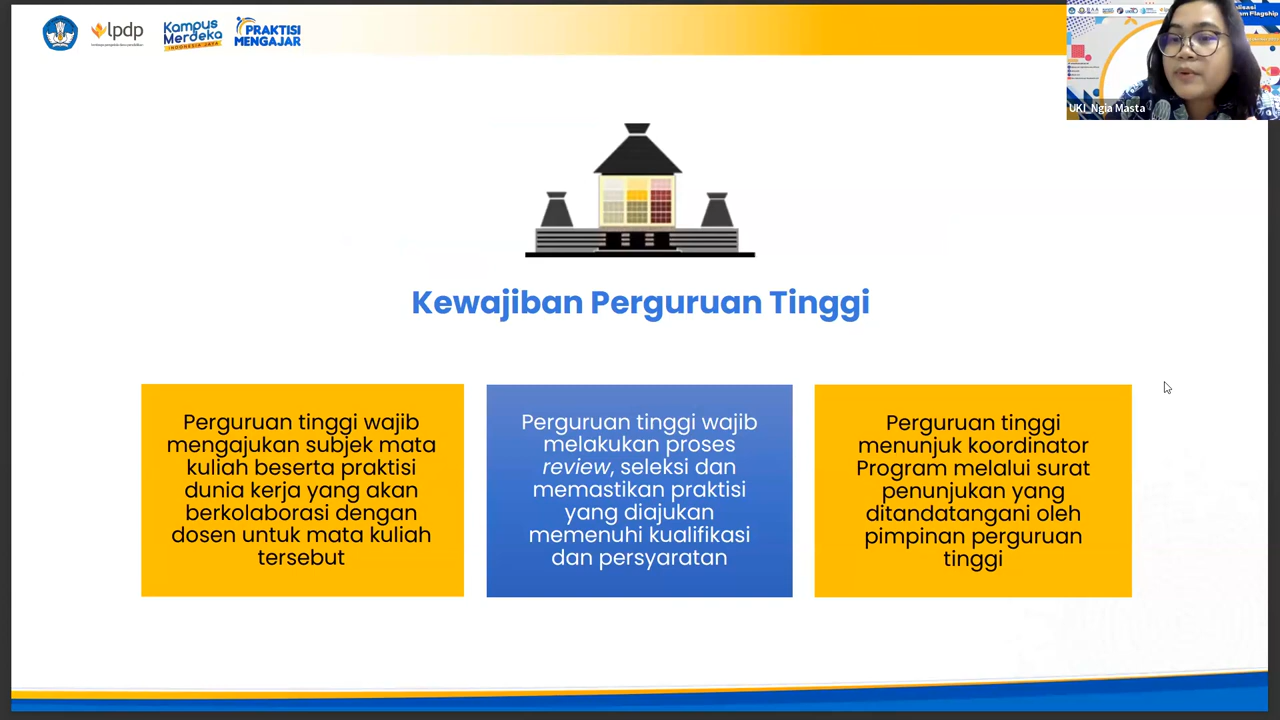 lpdp
Kampus
Merdeka
INDONESIA JAYA
PRAKTISI
MENGAJAR
UKI_Ngia Masta
Kewajiban Perguruan Tinggi
Perguruan tinggi wajib
mengajukan subjek mata
kuliah beserta praktisi
dunia kerja yang akan
berkolaborasi dengan
dosen untuk mata kuliah
tersebut
Perguruan tinggi wajib
melakukan proses
review, seleksi dan
memastikan praktisi
yang diajukan
memenuhi kualifikasi
dan persyaratan
Perguruan tinggi
menunjuk koordinator
Program melalui surat
penunjukan yang
ditandatangani oleh
pimpinan perguruan
tinggi